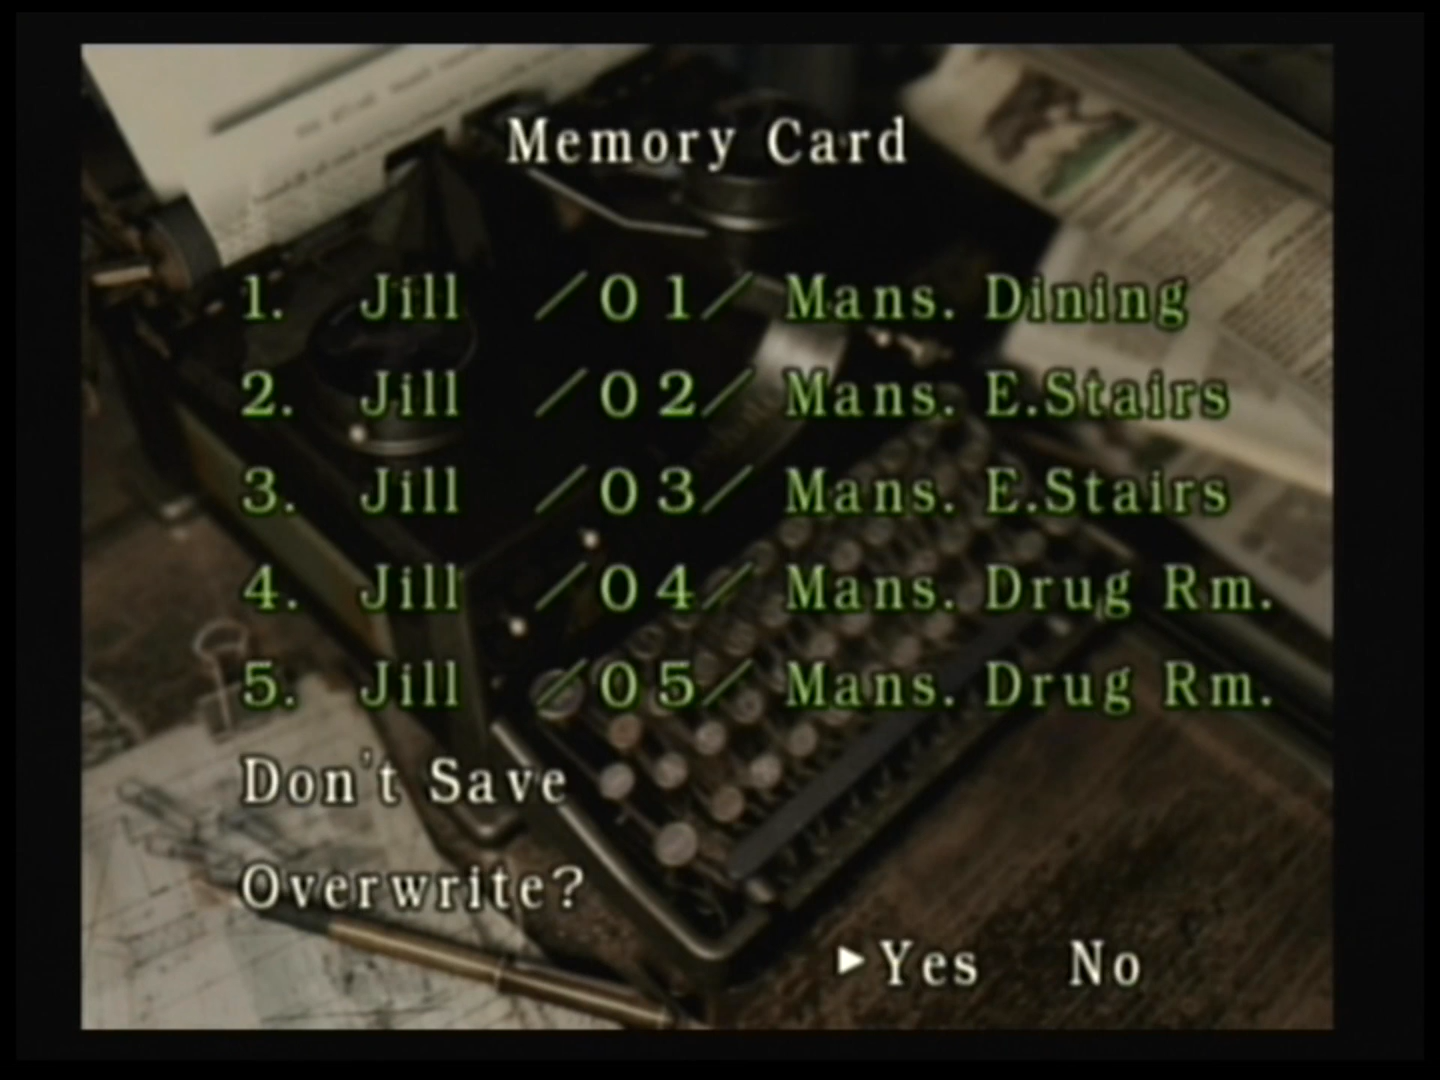 Memory Card
1. Jill /01/ Mans. Dining
2. Jill /02/ Mans. E.Stairs
3. Jill /03/ Mans. E.Stairs
4. Jill /04/ Mans. Drug Rm.
5. Jill /05/ Mans. Drug Rm.
Don't Save
Overwrite?
►Yes No